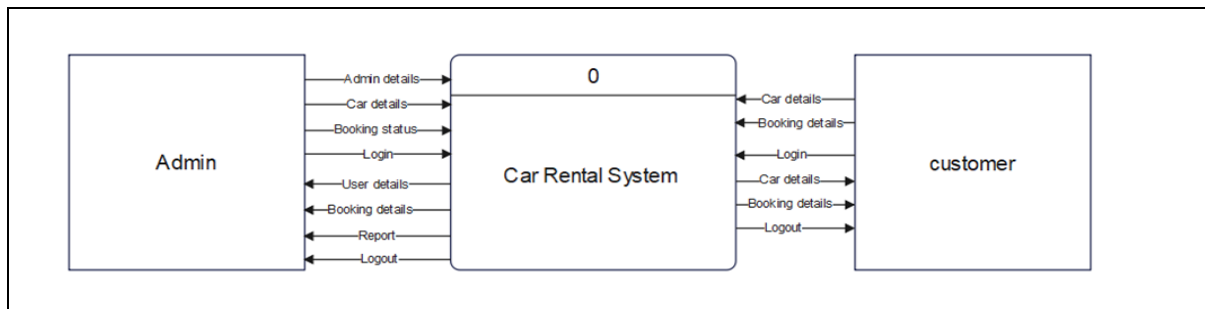 Admin
Admin details
Car details
Booking status
Login
User details
Booking details
Report
Logout
0
Car Rental System
Car details
Booking details
Login
Car details
Booking details
Logout
customer